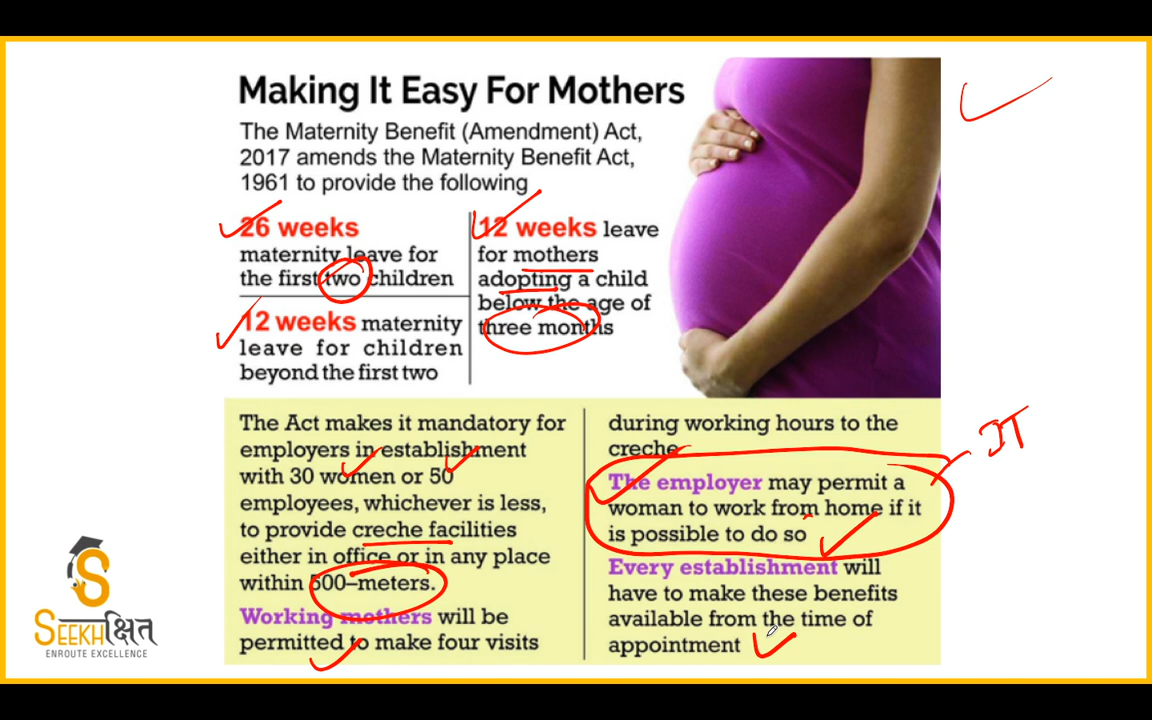 Making It Easy For Mothers
The Maternity Benefit (Amendment) Act,
2017 amends the Maternity Benefit Act,
1961 to provide the following
26 weeks
maternity leave for
the first two children
12 weeks maternity
leave for children
beyond the first two
12 weeks leave
for mothers
adopting a child
below the age of
three months
The Act makes it mandatory for
employers in establishment
with 30 women or 50
employees, whichever is less,
to provide creche facilities
either in office or in any place
within 500–meters.
Working mothers will be
permitted to make four visits
during working hours to the
creche
The employer may permit a
woman to work from home if it
is possible to do so
Every establishment will
have to make these benefits
available from the time of
appointment
IT
SEEKHक्षित
ENROUTE EXCELLENCE